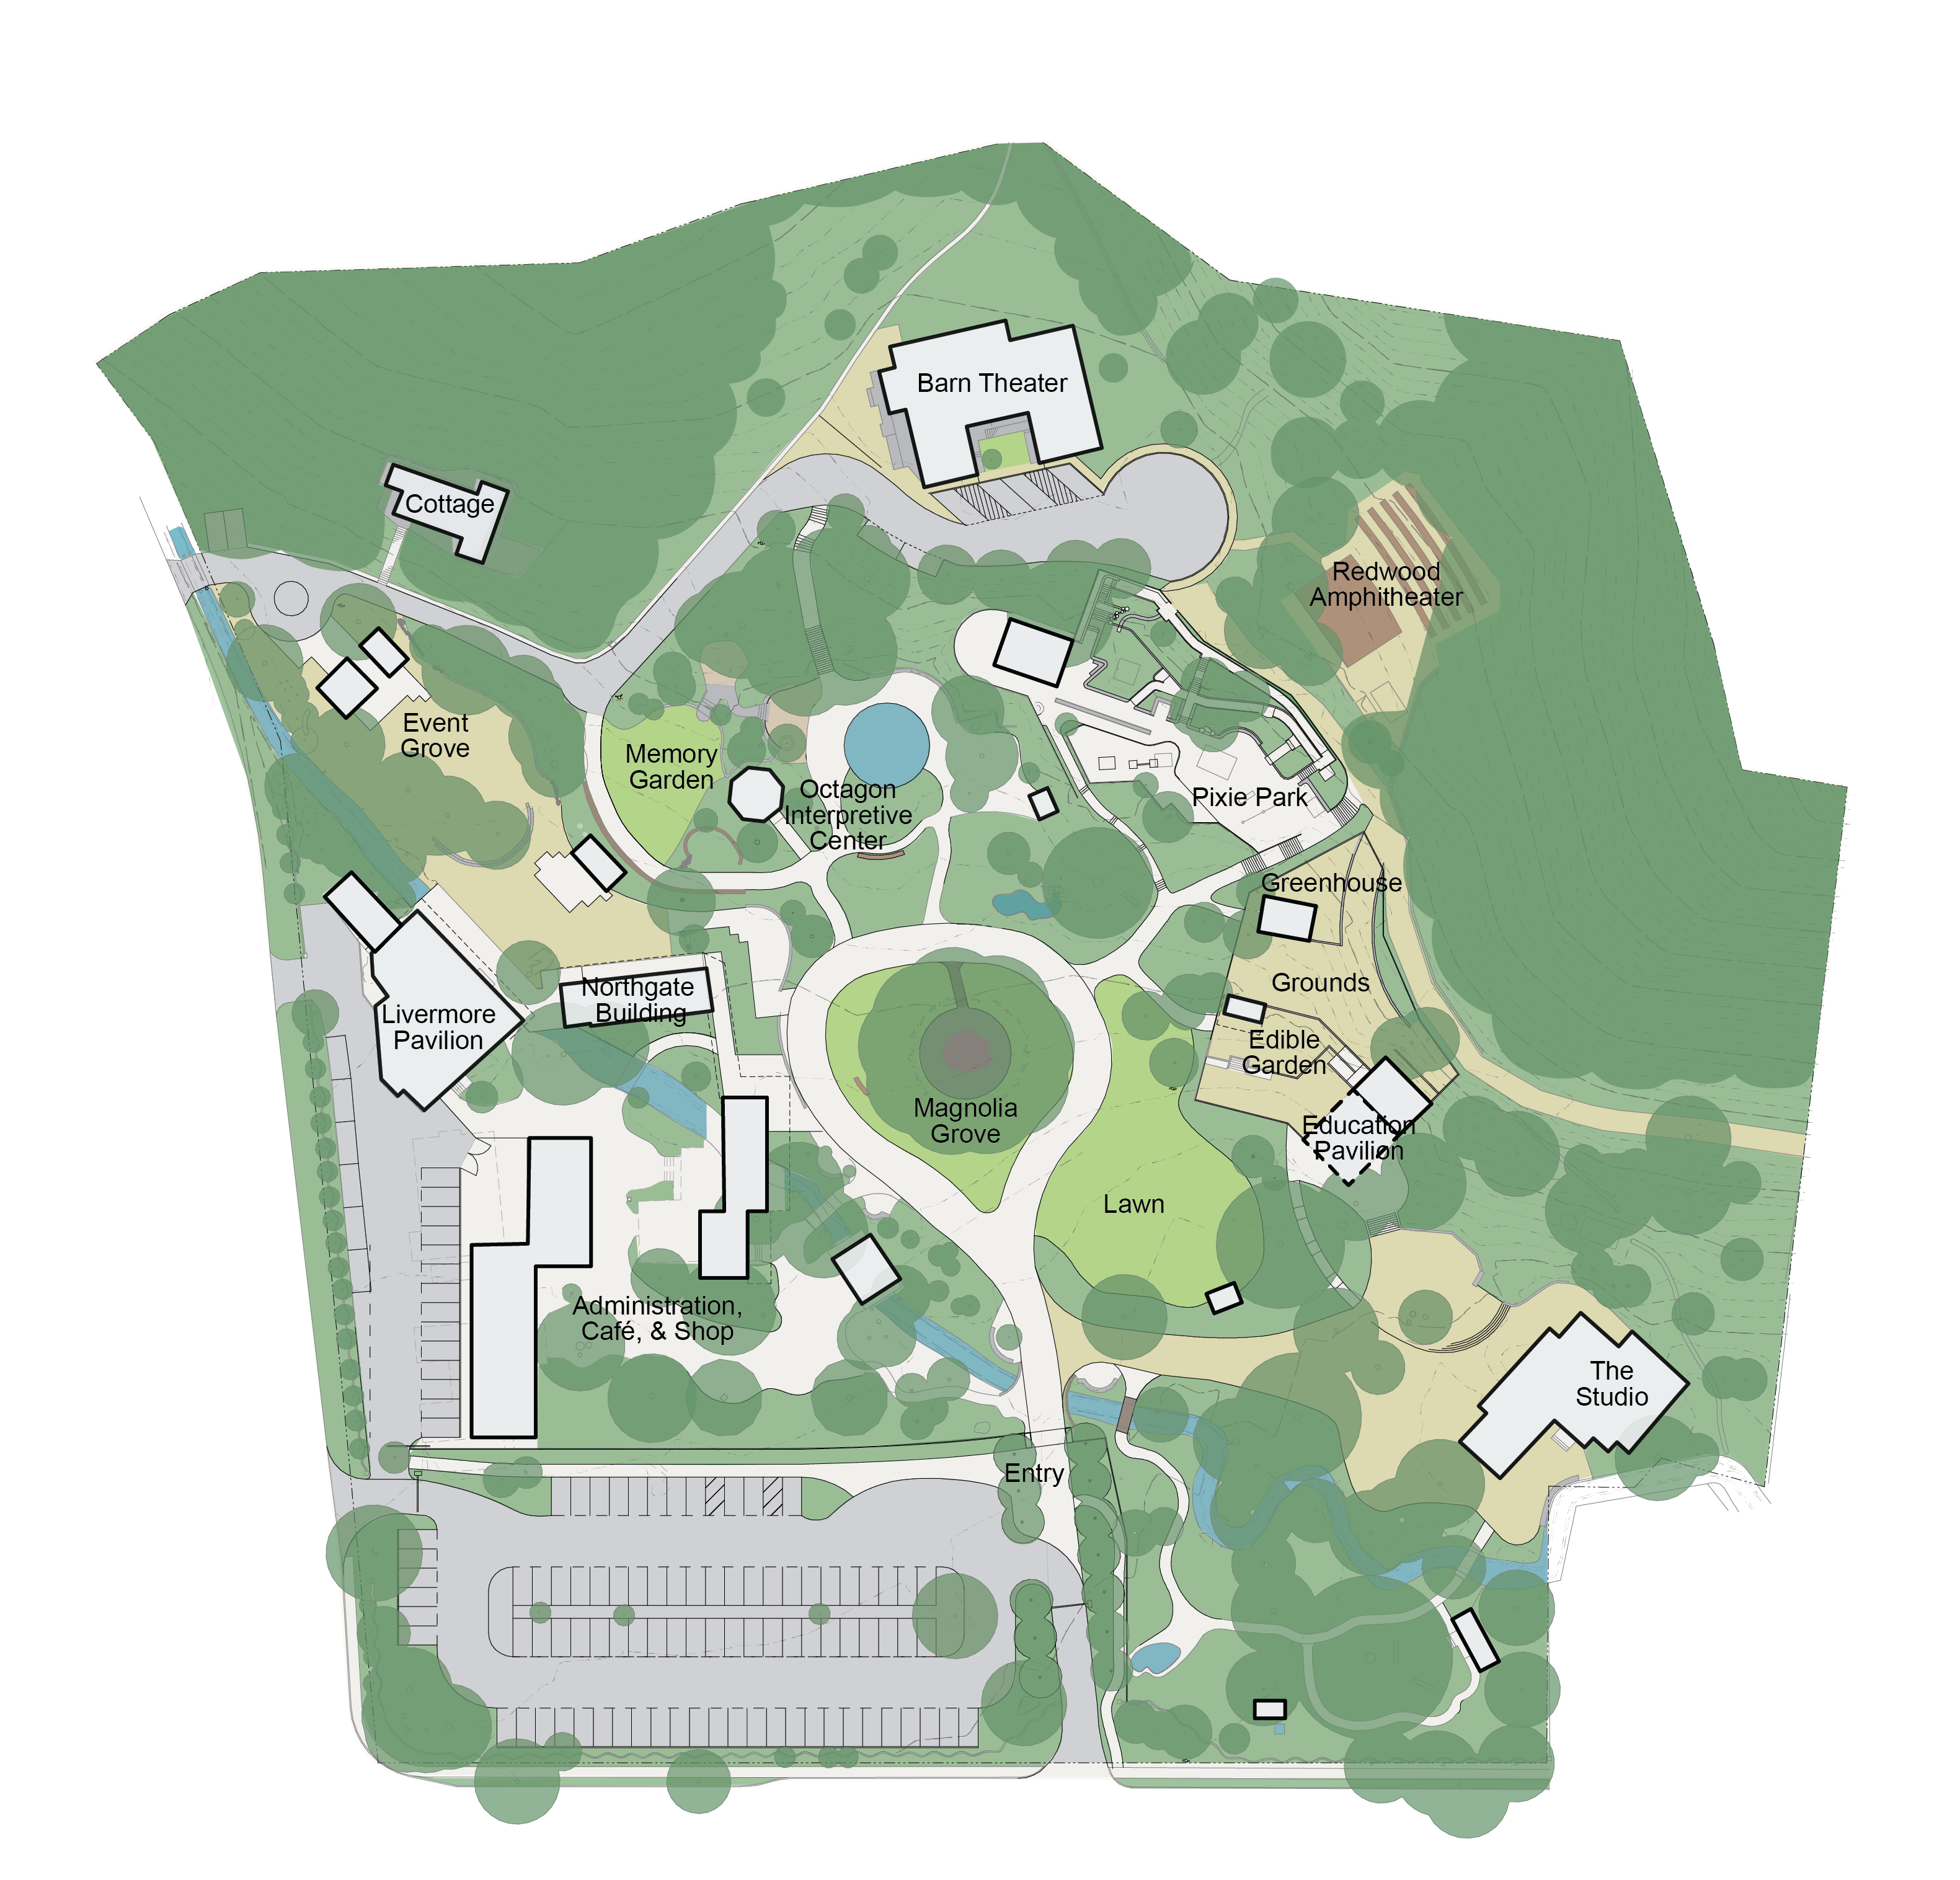 Barn Theater
Cottage
Redwood
Amphitheater
Event
Grove
Memory
Garden
Octagon
Interpretive
Center
Pixie Park
Greenhouse
Grounds
Northgate
Building
Livermore
Pavilion
Edible
Garden
Magnolia
Grove
Education
Pavilion
Lawn
Administration,
Café, & Shop
The
Studio
Entry